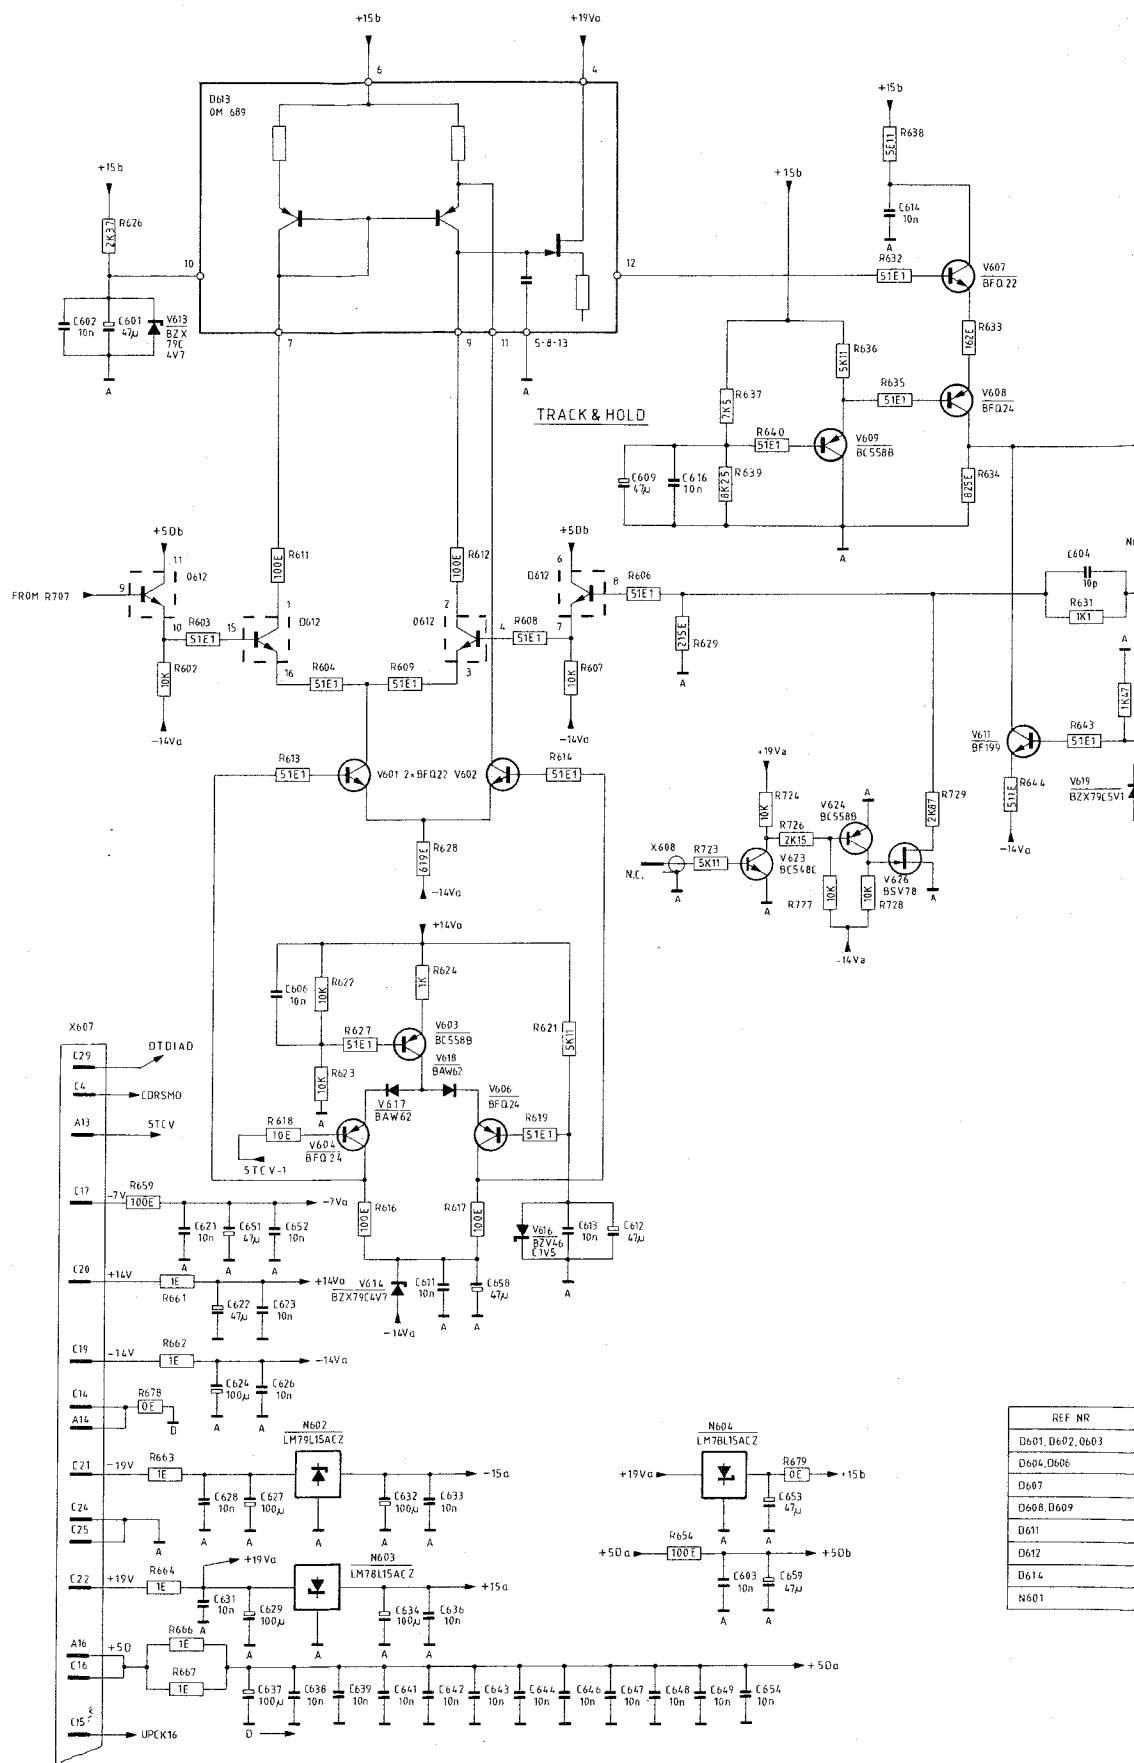 +15b
+19Va
6
4
D613
OM 689
+15b
R638
5E11
+15b
R626
2K37
+15b
C614
10n
A
10
12
R632
51E1
V607
BFQ22
C602
10n
C601
47µ
V613
BZX
79C
4V7
7
9
11
5-8-13
A
A
R633
162E
R636
5K11
R635
51E1
V608
BFQ24
R637
7K5
TRACK & HOLD
R640
51E1
V609
BC558B
C609
47µ
C616
10n
R639
8K25
R634
825E
A
+5Db
11
R611
100E
R612
100E
+5Db
6
C604
10p
FROM R707
9
D612
1
D612
2
D612
D612
8
R606
51E1
R631
1K1
10
R603
51E1
15
4
R608
51E1
7
215E
R629
A
A
R602
10K
16
R604
51E1
R609
51E1
3
R607
10K
-14Va
-14Va
1K47
R613
51E1
V601 2×BFQ22 V602
R614
51E1
+19Va
V611
BF199
R643
51E1
R724
10K
V624
BC558B
A
R729
2K87
R644
511E
V619
BZX79C5V1
R628
619E
X608
N.C.
R723
5K11
R726
2K15
V623
BC548C
V626
BSV78
-14Va
-14Va
A
A
R727
10K
10K
R728
A
-14Va
+14Va
R624
1K
C606
10n
R622
10K
X607
V603
BC558B
R627
51E1
R621
5K11
C29
DTDIAD
V618
BAW62
R623
10K
C4
CDRSMO
V617
BAW62
V606
BFQ24
A
A13
STCV
R618
10E
R619
51E1
V604
BFQ24
STCV-1
C17
-7V
R659
100E
-7Va
R616
100E
R617
100E
C621
10n
C651
47µ
C652
10n
V616
BZV46
C1V5
C613
10n
C612
47µ
A
A
A
C20
+14V
1E
R661
+14Va
V614
BZX79C4V7
C611
10n
C658
47µ
A
C622
47µ
C623
10n
-14Va
A
A
A
A
C19
-14V
R662
1E
-14Va
C624
100µ
C626
10n
C14
A14
R678
0E
D
A
A
N602
LM79L15ACZ
N604
LM78L15ACZ
REF NR
D601, D602, D603
C21
-19V
R663
1E
-15a
+19Va
R679
0E
+15b
D604, D606
C628
10n
C627
100µ
C632
100µ
C633
10n
C653
47µ
D607
C24
C25
A
A
A
A
A
A
A
A
D608, D609
R654
D611
+5Da
100E
+5Db
D612
+19Va
N603
LM78L15ACZ
C22
+19V
R664
1E
+15a
C603
10n
C659
47µ
D614
C631
10n
C629
100µ
C634
100µ
C636
10n
N601
A
A
A
A
A
A
A
A16
+5D
R666
1E
C16
R667
1E
+5Da
C637
100µ
C638
10n
C639
10n
C641
10n
C642
10n
C643
10n
C644
10n
C646
10n
C647
10n
C648
10n
C649
10n
C654
10n
C15
UPCK16
D